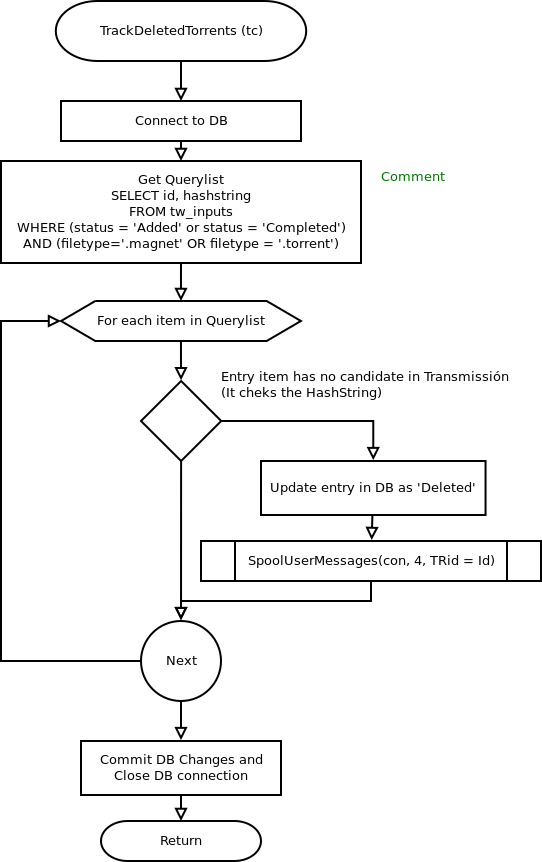 TrackDeletedTorrents (tc)
Connect to DB
Get Querylist
SELECT id, hashstring
FROM tw_inputs
WHERE (status = 'Added' or status = 'Completed')
AND (filetype='.magnet' OR filetype = '.torrent')
Comment
For each item in Querylist
Entry item has no candidate in Transmissión
(It cheks the HashString)
Update entry in DB as 'Deleted'
SpoolUserMessages(con, 4, TRid = Id)
Next
Commit DB Changes and
Close DB connection
Return